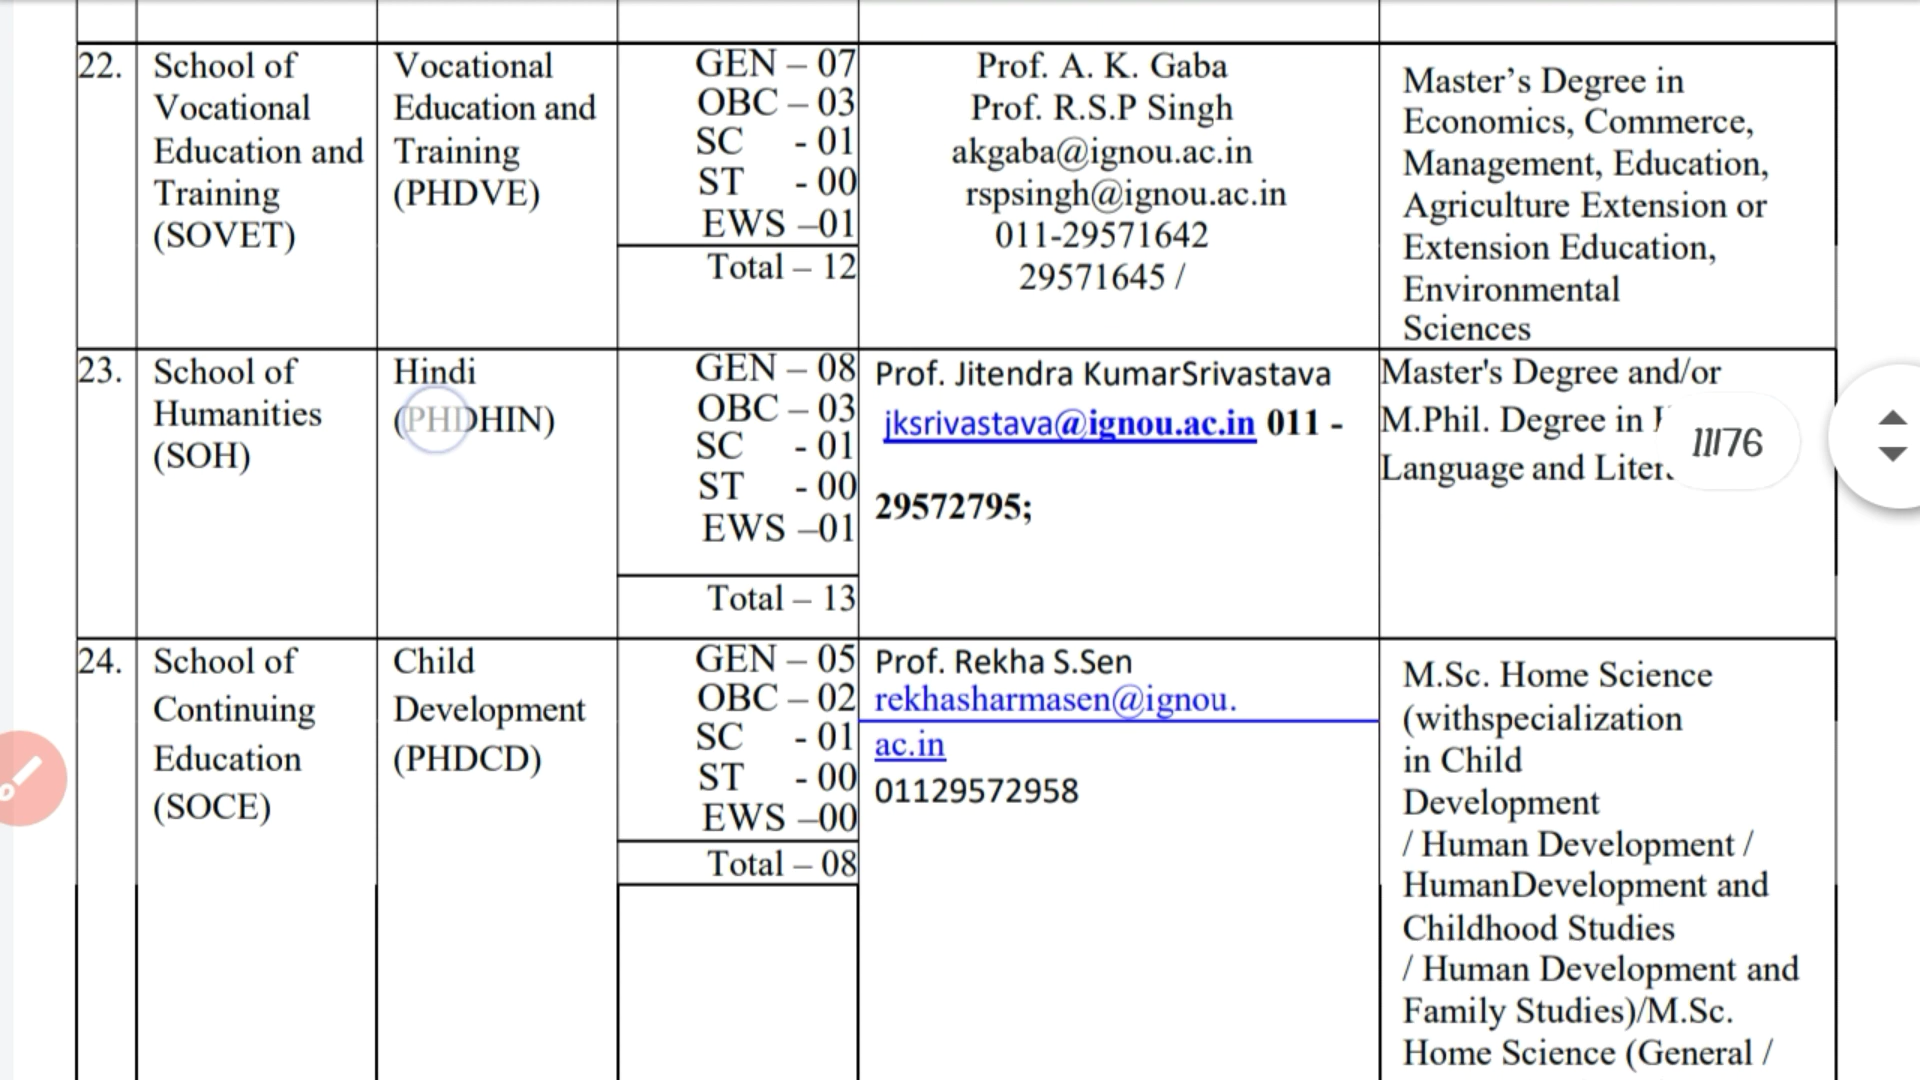 22.
School of
Vocational
Education and
Training
(SOVET)
Vocational
Education and
Training
(PHDVE)
GEN – 07
OBC – 03
SC - 01
ST - 00
EWS –01
Total – 12
Prof. A. K. Gaba
Prof. R.S.P Singh
akgaba@ignou.ac.in
rspsingh@ignou.ac.in
011-29571642
29571645 /
Master’s Degree in
Economics, Commerce,
Management, Education,
Agriculture Extension or
Extension Education,
Environmental
Sciences
23.
School of
Humanities
(SOH)
Hindi
(PHDHIN)
GEN – 08
OBC – 03
SC - 01
ST - 00
EWS –01
Total – 13
Prof. Jitendra KumarSrivastava
jksrivastava@ignou.ac.in 011 -
29572795;
Master's Degree and/or
M.Phil. Degree in
Language and
11/76
24.
School of
Continuing
Education
(SOCE)
Child
Development
(PHDCD)
GEN – 05
OBC – 02
SC - 01
ST - 00
EWS –00
Total – 08
Prof. Rekha S.Sen
rekhasharmasen@ignou.
ac.in
01129572958
M.Sc. Home Science
(withspecialization
in Child
Development
/ Human Development /
HumanDevelopment and
Childhood Studies
/ Human Development and
Family Studies)/M.Sc.
Home Science (General /